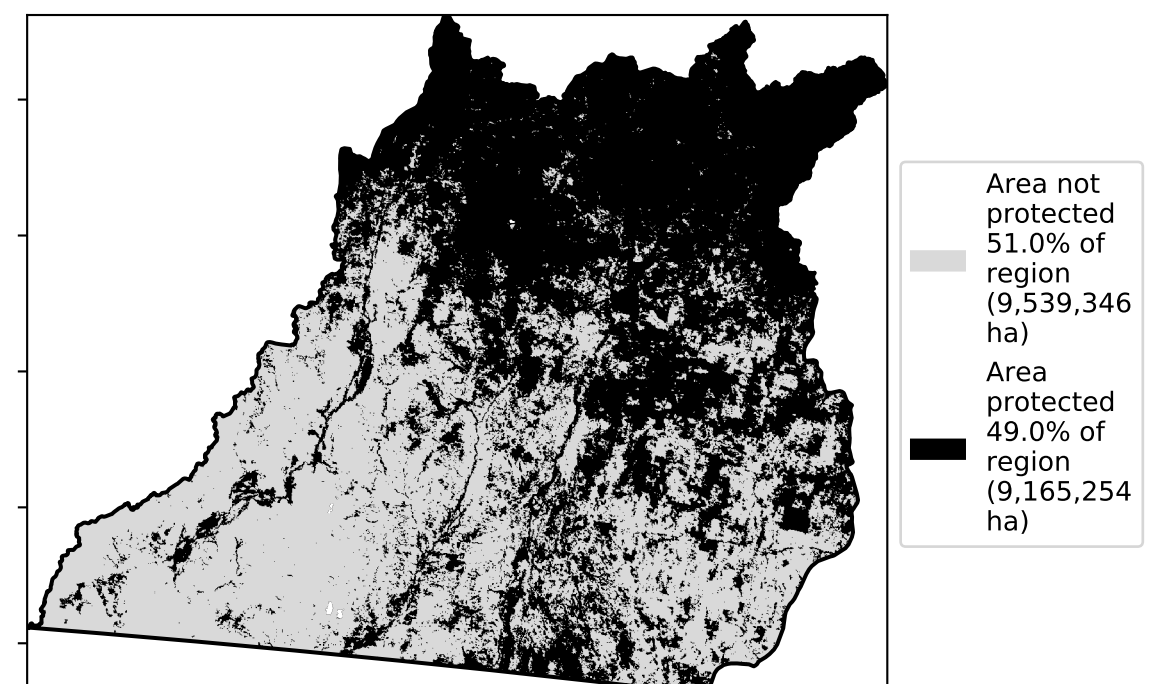 Area not
protected
51.0% of
region
(9,539,346
ha)
Area
protected
49.0% of
region
(9,165,254
ha)